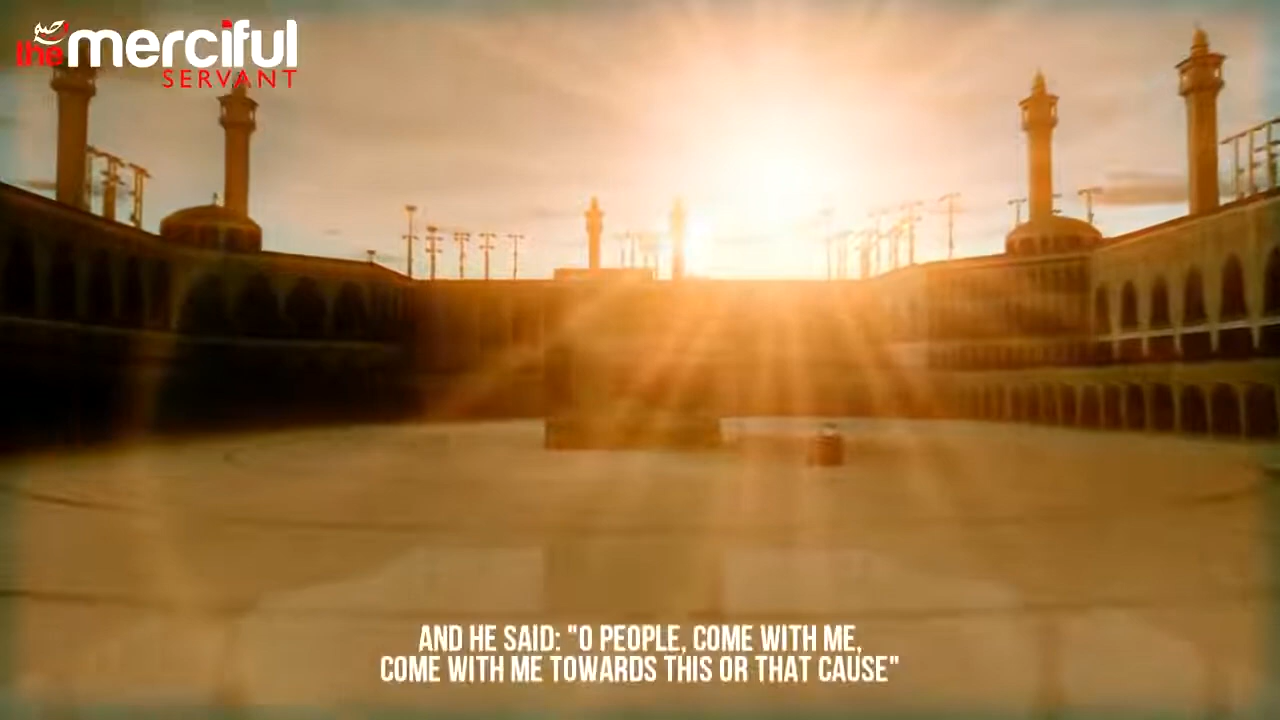 the merciful
SERVANT
AND HE SAID: "O PEOPLE, COME WITH ME,
COME WITH ME TOWARDS THIS OR THAT CAUSE"